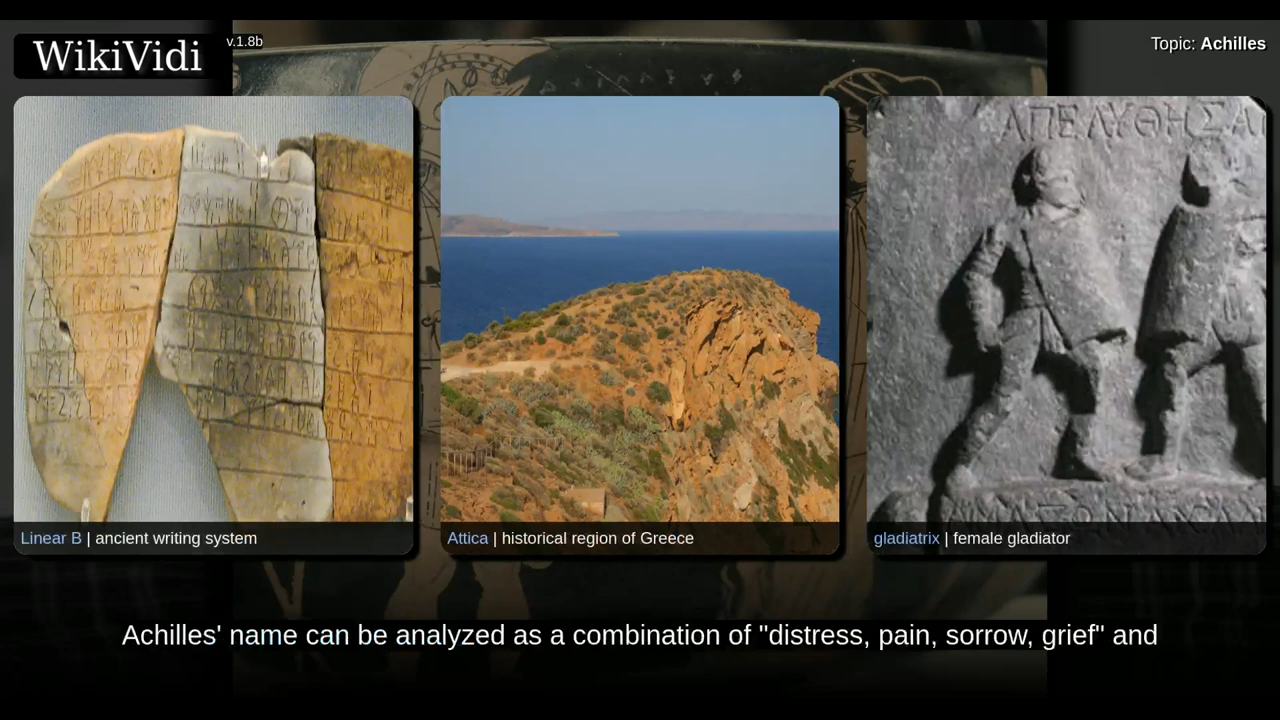 WikiVidi
v.1.8b
Topic: Achilles
ΑΠΕΛΥΘΗΣΑ
Linear B | ancient writing system
Attica | historical region of Greece
gladiatrix | female gladiator
Achilles' name can be analyzed as a combination of "distress, pain, sorrow, grief" and